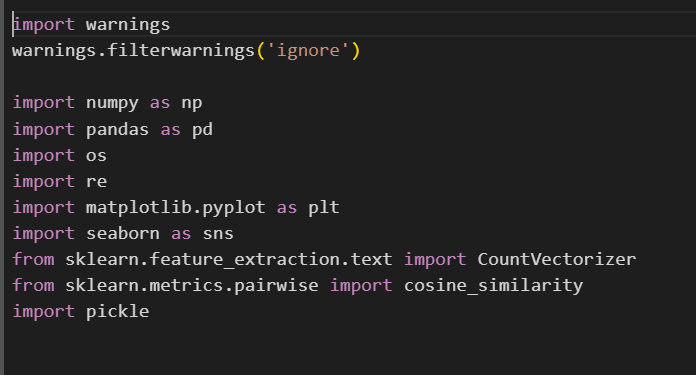 import warnings
warnings.filterwarnings('ignore')
import numpy as np
import pandas as pd
import os
import re
import matplotlib.pyplot as plt
import seaborn as sns
from sklearn.feature_extraction.text import CountVectorizer
from sklearn.metrics.pairwise import cosine_similarity
import pickle